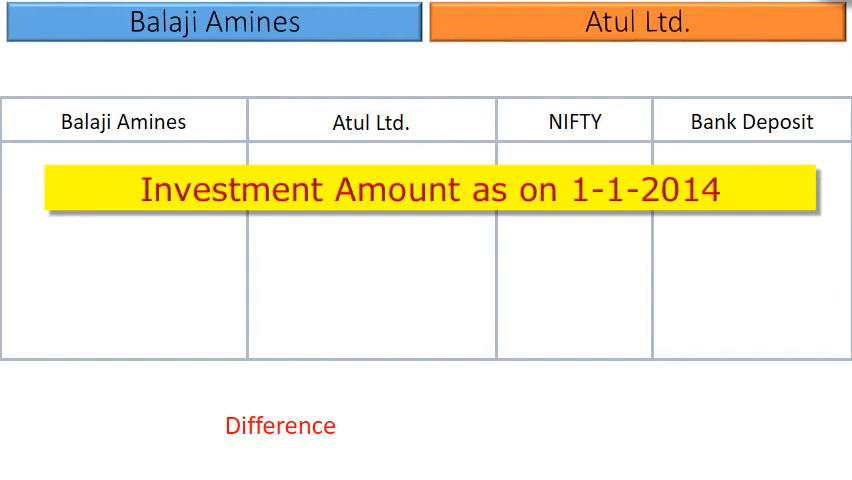 Balaji Amines Atul Ltd.
Balaji Amines Atul Ltd. NIFTY Bank Deposit
Investment Amount as on 1-1-2014
Difference